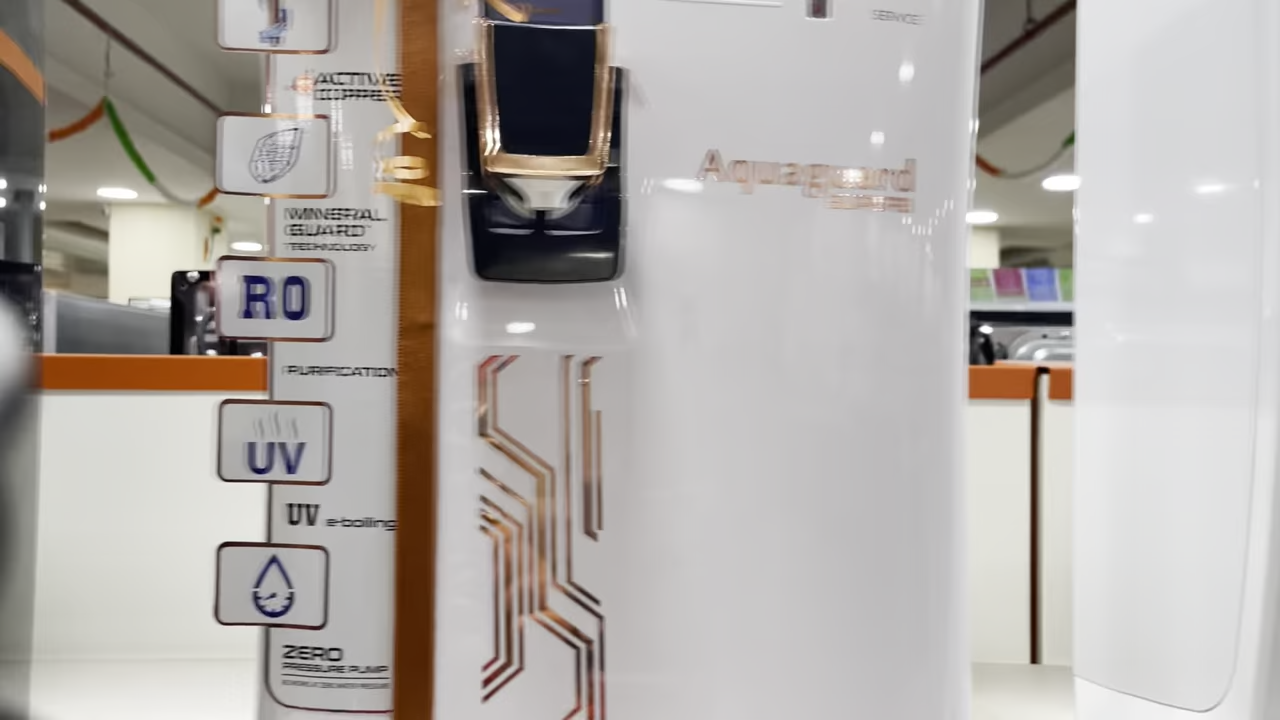 SERVICE
ACTIVE
COPPER
Aquaguard
MINERAL
GUARD
TECHNOLOGY
RO
PURIFICATION
UV
UV e-boiling
ZERO
PRESSURE PUMP